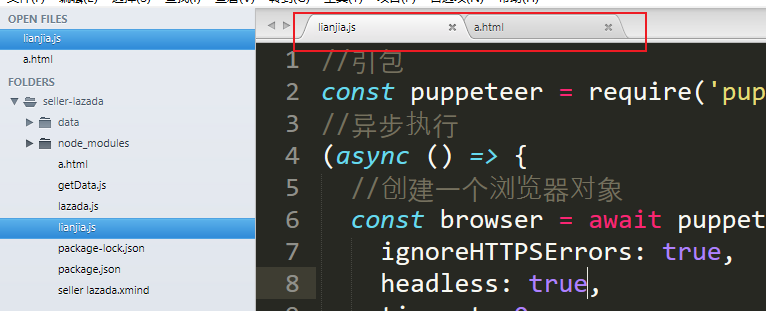 OPEN FILES
lianjia.js
a.html
FOLDERS
seller-lazada
data
node_modules
a.html
getData.js
lazada.js
lianjia.js
package-lock.json
package.json
seller lazada.xmind
lianjia.js
a.html
1 //引包
2 const puppeteer = require('pup
3 //异步执行
4 (async () => {
5 //创建一个浏览器对象
6 const browser = await puppet
7 ignoreHTTPSErrors: true,
8 headless: true,